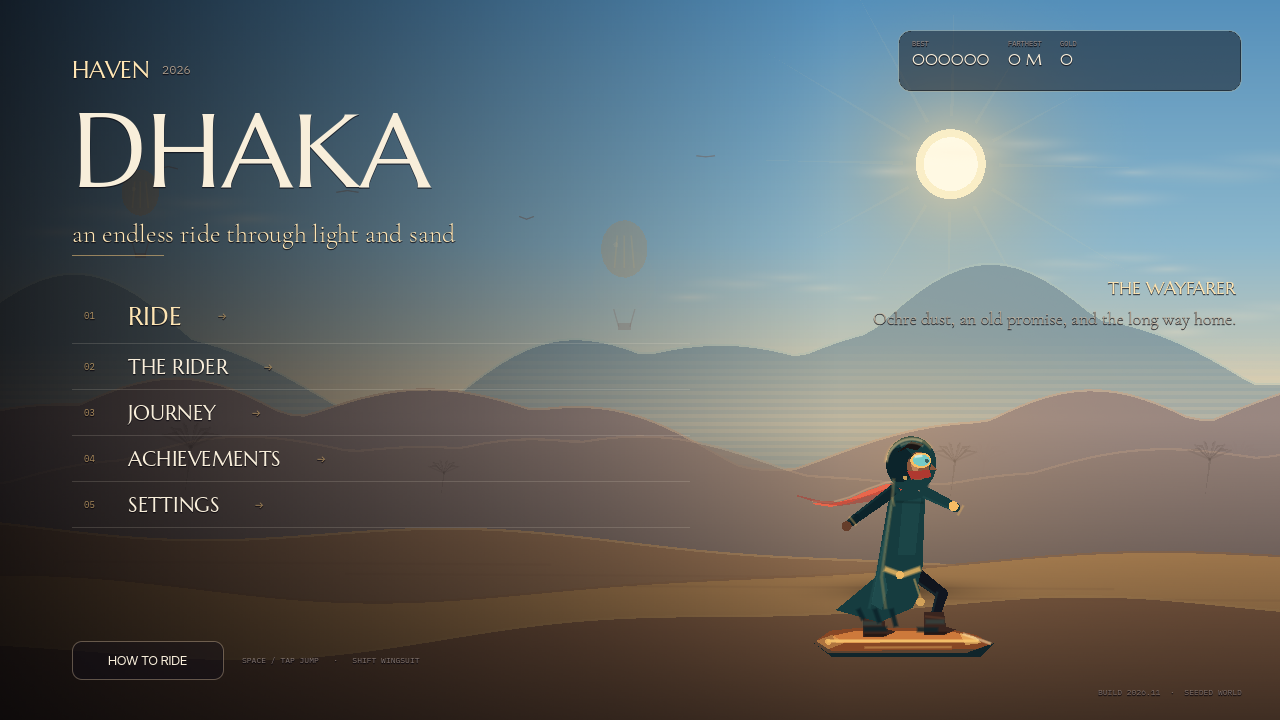 HAVEN 2026
DHAKA
an endless ride through light and sand
BEST FARTHEST GOLD
000000 0 M 0
THE WAYFARER
Ochre dust, an old promise, and the long way home.
01 RIDE →
02 THE RIDER →
03 JOURNEY →
04 ACHIEVEMENTS →
05 SETTINGS →
HOW TO RIDE
SPACE / TAP JUMP · SHIFT WINGSUIT
BUILD 2026.11 · SEEDED WORLD